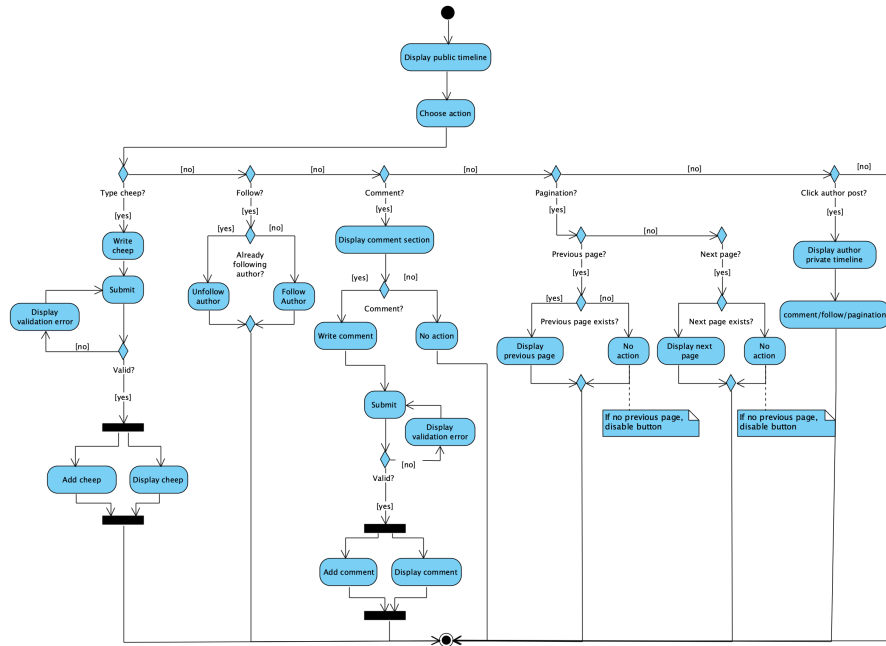 Display public timeline
Choose action
[no]
[no]
[no]
[no]
[no]
[no]
Type cheep?
Follow?
Comment?
Pagination?
Click author post?
[yes]
[yes]
[yes]
[yes]
[yes]
Write
cheep
Submit
Display
validation error
[no]
Valid?
[yes]
Add cheep
Display cheep
[yes]
[no]
Already
following
author?
Unfollow
author
Follow
Author
Display comment section
[yes]
[no]
Comment?
Write comment
No
action
Submit
Display
validation error
[no]
Valid?
[yes]
Add comment
Display comment
[no]
Previous page?
[yes]
[yes]
[no]
Previous page exists?
Display
previous page
No
action
If no previous page,
disable button
Next page?
[yes]
Next page exists?
Display next
page
No
action
If no previous page,
disable button
Display author
private timeline
comment/follow/pagination